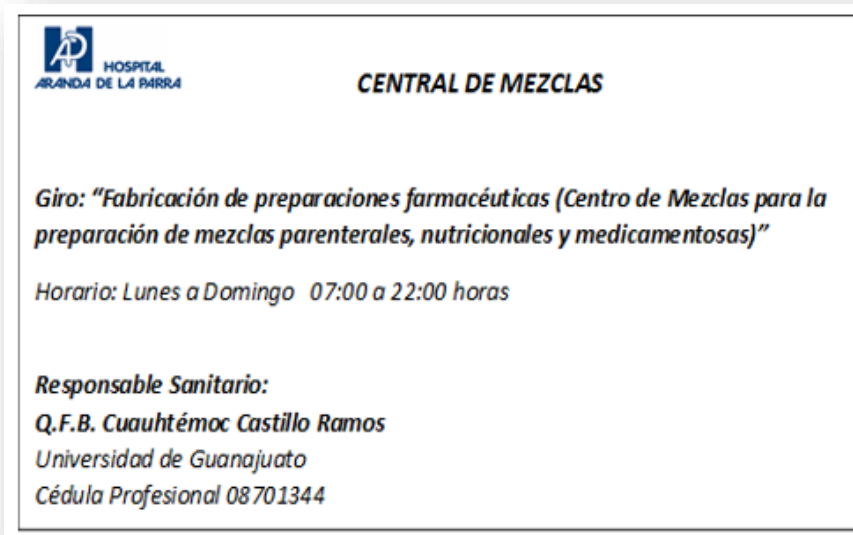 HOSPITAL
ARANDA DE LA PARRA
CENTRAL DE MEZCLAS
Giro: “Fabricación de preparaciones farmacéuticas (Centro de Mezclas para la
preparación de mezclas parenterales, nutricionales y medicamentosas)”
Horario: Lunes a Domingo 07:00 a 22:00 horas
Responsable Sanitario:
Q.F.B. Cuauhtémoc Castillo Ramos
Universidad de Guanajuato
Cédula Profesional 08701344